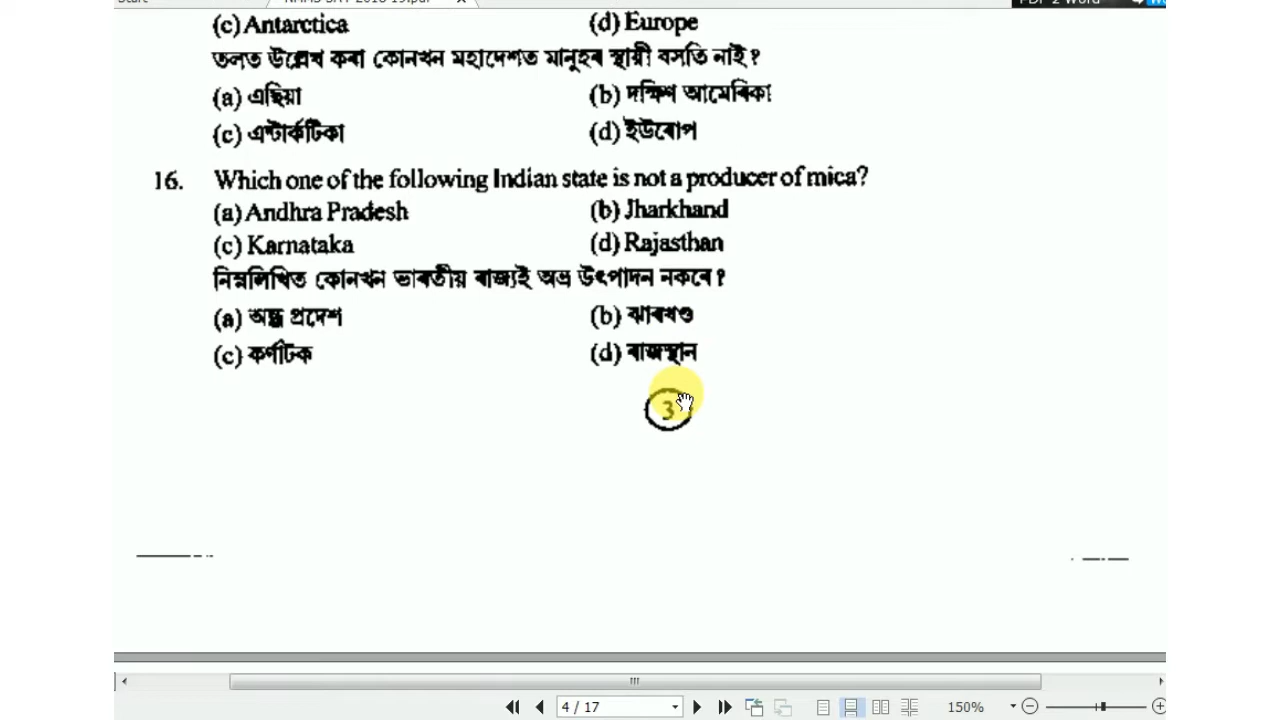 (c) Antarctica (d) Europe
তলত উল্লেখ কৰা কোনখন মহাদেশত মানুহৰ স্থায়ী বসতি নাই?
(a) এছিয়া (b) দক্ষিণ আমেৰিকা
(c) এন্টাৰ্কটিকা (d) ইউৰোপ
16. Which one of the following Indian state is not a producer of mica?
(a) Andhra Pradesh (b) Jharkhand
(c) Karnataka (d) Rajasthan
নিম্নলিখিত কোনখন ভাৰতীয় ৰাজ্যই অভ্ৰ উৎপাদন নকৰে?
(a) অন্ধ্ৰ প্ৰদেশ (b) ঝাৰখণ্ড
(c) কৰ্ণাটক (d) ৰাজস্থান
3
4 / 17 150%